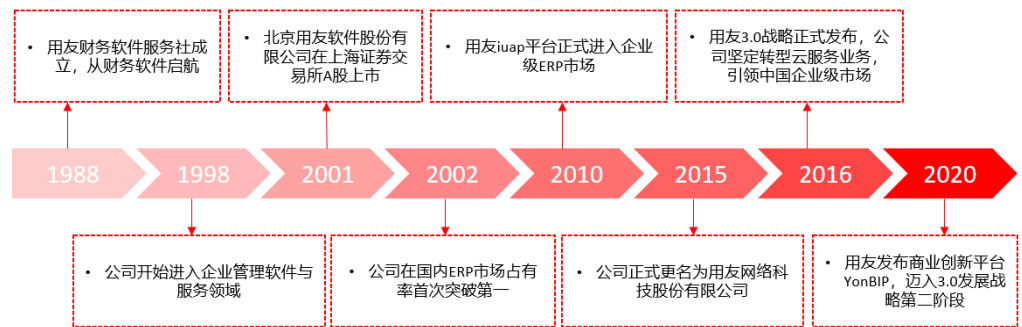 • 用友财务软件服务社成
立，从财务软件启航
• 北京用友软件股份有
限公司在上海证券交
易所A股上市
• 用友iuap平台正式进入企业
级ERP市场
• 用友3.0战略正式发布，公
司坚定转型云服务业务，
引领中国企业级市场
1988
1998
2001
2002
2010
2015
2016
2020
• 公司开始进入企业管理软件与
服务领域
• 公司在国内ERP市场占有
率首次突破第一
• 公司正式更名为用友网络科
技股份有限公司
• 用友发布商业创新平台
YonBIP，迈入3.0发展战
略第二阶段